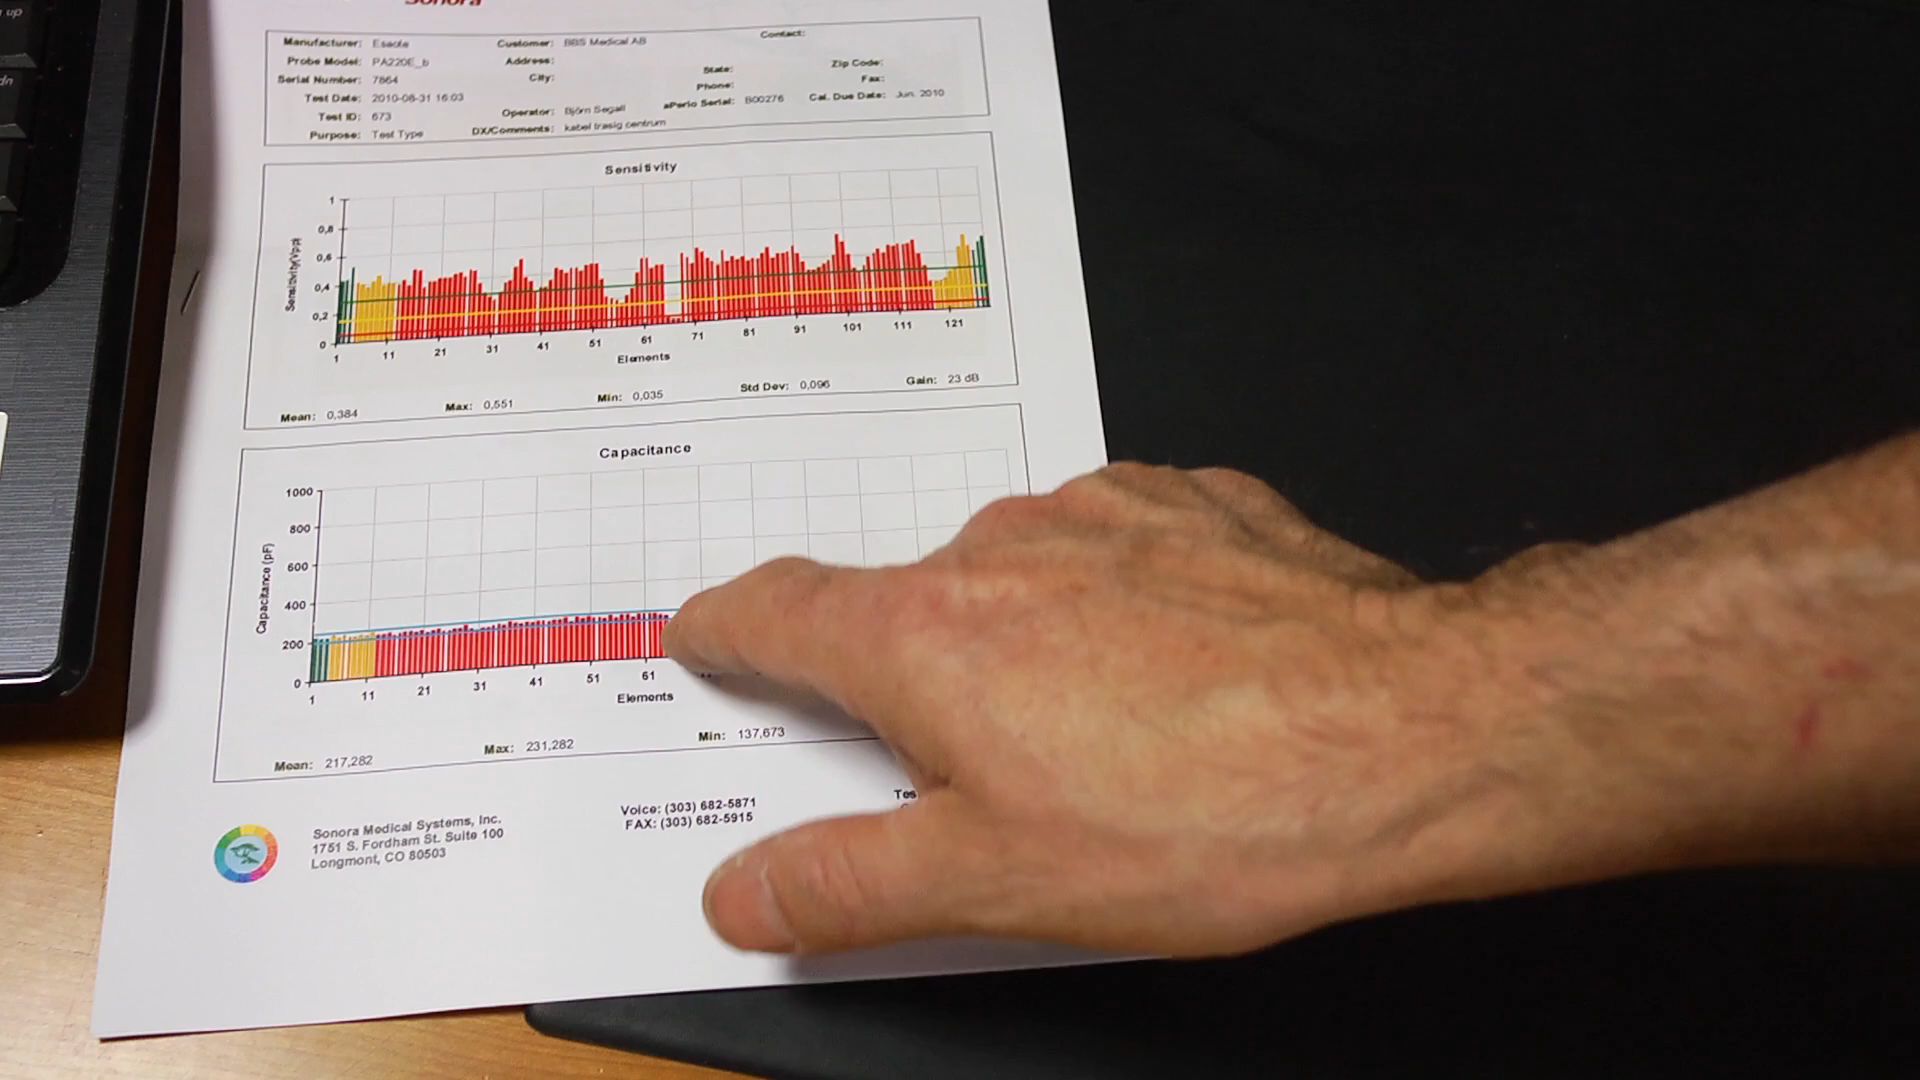 up
dn
Sonora
Manufacturer: Esaote Customer: BBS Medical AB Contact:
Probe Model: PA220E_b Address: State: Zip Code:
Serial Number: 7864 City: Phone: Fax:
Test Date: 2010-08-31 16:03 Operator: Björn Segall aPerio Serial: B00276 Cal. Due Date: Jun. 2010
Test ID: 673 DX/Comments: kabel trasig centrum
Purpose: Test Type
Sensitivity
Sensitivity(Vpp)
1
0,8
0,6
0,4
0,2
0
1 11 21 31 41 51 61 71 81 91 101 111 121
Elements
Mean: 0,384 Max: 0,551 Min: 0,035 Std Dev: 0,096 Gain: 23 dB
Capacitance
Capacitance (pF)
1000
800
600
400
200
0
1 11 21 31 41 51 61
Elements
Mean: 217,282 Max: 231,282 Min: 137,673
Sonora Medical Systems, Inc. Voice: (303) 682-5871 Tes
1751 S. Fordham St. Suite 100 FAX: (303) 682-5915
Longmont, CO 80503